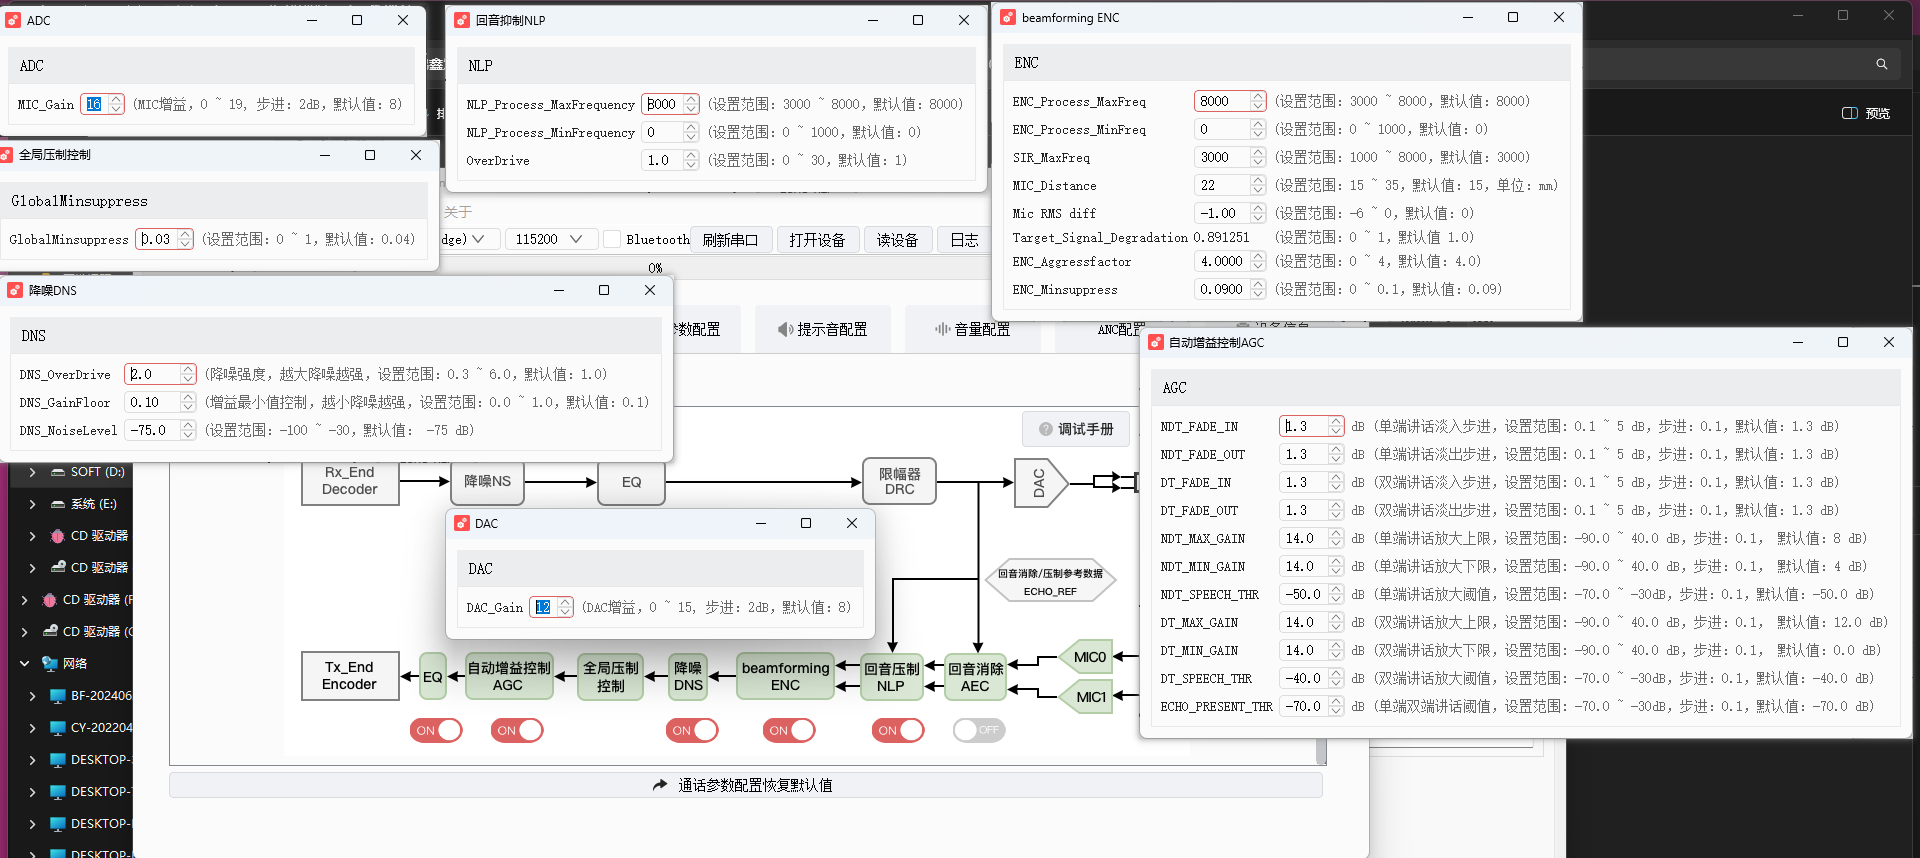 ADC
ADC
MIC_Gain 16 (MIC增益, 0 ~ 19, 步进: 2dB, 默认值: 8)
全局压制控制
GlobalMinsuppress
GlobalMinsuppress 0.03 (设置范围: 0 ~ 1, 默认值: 0.04)
回音抑制NLP
NLP
NLP_Process_MaxFrequency 8000 (设置范围: 3000 ~ 8000, 默认值: 8000)
NLP_Process_MinFrequency 0 (设置范围: 0 ~ 1000, 默认值: 0)
OverDrive 1.0 (设置范围: 0 ~ 30, 默认值: 1)
beamforming ENC
ENC
ENC_Process_MaxFreq 8000 (设置范围: 3000 ~ 8000, 默认值: 8000)
ENC_Process_MinFreq 0 (设置范围: 0 ~ 1000, 默认值: 0)
SIR_MaxFreq 3000 (设置范围: 1000 ~ 8000, 默认值: 3000)
MIC_Distance 22 (设置范围: 15 ~ 35, 默认值: 15, 单位: mm)
Mic RMS diff -1.00 (设置范围: -6 ~ 0, 默认值: 0)
Target_Signal_Degradation 0.891251 (设置范围: 0 ~ 1, 默认值 1.0)
ENC_Aggressfactor 4.0000 (设置范围: 0 ~ 4, 默认值: 4.0)
ENC_Minsuppress 0.0900 (设置范围: 0 ~ 0.1, 默认值: 0.09)
预览
关于
dge) 115200 Bluetooth 刷新串口 打开设备 读设备 日志
0%
参数配置 提示音配置 音量配置 ANC配置
降噪DNS
DNS
DNS_OverDrive 2.0 (降噪强度, 越大降噪越强, 设置范围: 0.3 ~ 6.0, 默认值: 1.0)
DNS_GainFloor 0.10 (增益最小值控制, 越小降噪越强, 设置范围: 0.0 ~ 1.0, 默认值: 0.1)
DNS_NoiseLevel -75.0 (设置范围: -100 ~ -30, 默认值: -75 dB)
自动增益控制AGC
AGC
NDT_FADE_IN 1.3 dB (单端讲话淡入步进, 设置范围: 0.1 ~ 5 dB, 步进: 0.1, 默认值: 1.3 dB)
NDT_FADE_OUT 1.3 dB (单端讲话淡出步进, 设置范围: 0.1 ~ 5 dB, 步进: 0.1, 默认值: 1.3 dB)
DT_FADE_IN 1.3 dB (双端讲话淡入步进, 设置范围: 0.1 ~ 5 dB, 步进: 0.1, 默认值: 1.3 dB)
DT_FADE_OUT 1.3 dB (双端讲话淡出步进, 设置范围: 0.1 ~ 5 dB, 步进: 0.1, 默认值: 1.3 dB)
NDT_MAX_GAIN 14.0 dB (单端讲话放大上限, 设置范围: -90.0 ~ 40.0 dB, 步进: 0.1, 默认值: 8 dB)
NDT_MIN_GAIN 14.0 dB (单端讲话放大下限, 设置范围: -90.0 ~ 40.0 dB, 步进: 0.1, 默认值: 4 dB)
NDT_SPEECH_THR -50.0 dB (单端讲话放大阈值, 设置范围: -70.0 ~ -30dB, 步进: 0.1, 默认值: -50.0 dB)
DT_MAX_GAIN 14.0 dB (双端讲话放大上限, 设置范围: -90.0 ~ 40.0 dB, 步进: 0.1, 默认值: 12.0 dB)
DT_MIN_GAIN 14.0 dB (双端讲话放大下限, 设置范围: -90.0 ~ 40.0 dB, 步进: 0.1, 默认值: 0.0 dB)
DT_SPEECH_THR -40.0 dB (双端讲话放大阈值, 设置范围: -70.0 ~ -30dB, 步进: 0.1, 默认值: -40.0 dB)
ECHO_PRESENT_THR -70.0 dB (单端双端讲话阈值, 设置范围: -70.0 ~ -30dB, 步进: 0.1, 默认值: -70.0 dB)
调试手册
Rx_End
Decoder
降噪NS
EQ
限幅器
DRC
DAC
DAC
DAC
DAC_Gain 12 (DAC增益, 0 ~ 15, 步进: 2dB, 默认值: 8)
回音消除/压制参考数据
ECHO_REF
Tx_End
Encoder
EQ
自动增益控制
AGC
全局压制
控制
降噪
DNS
beamforming
ENC
回音压制
NLP
回音消除
AEC
MIC0
MIC1
ON ON ON ON ON OFF
通话参数配置恢复默认值
SOFT (D:)
系统 (E:)
CD 驱动器
CD 驱动器
CD 驱动器 (F
CD 驱动器 (
网络
BF-202406
CY-202204
DESKTOP-
DESKTOP-
DESKTOP-
DESKTOP-